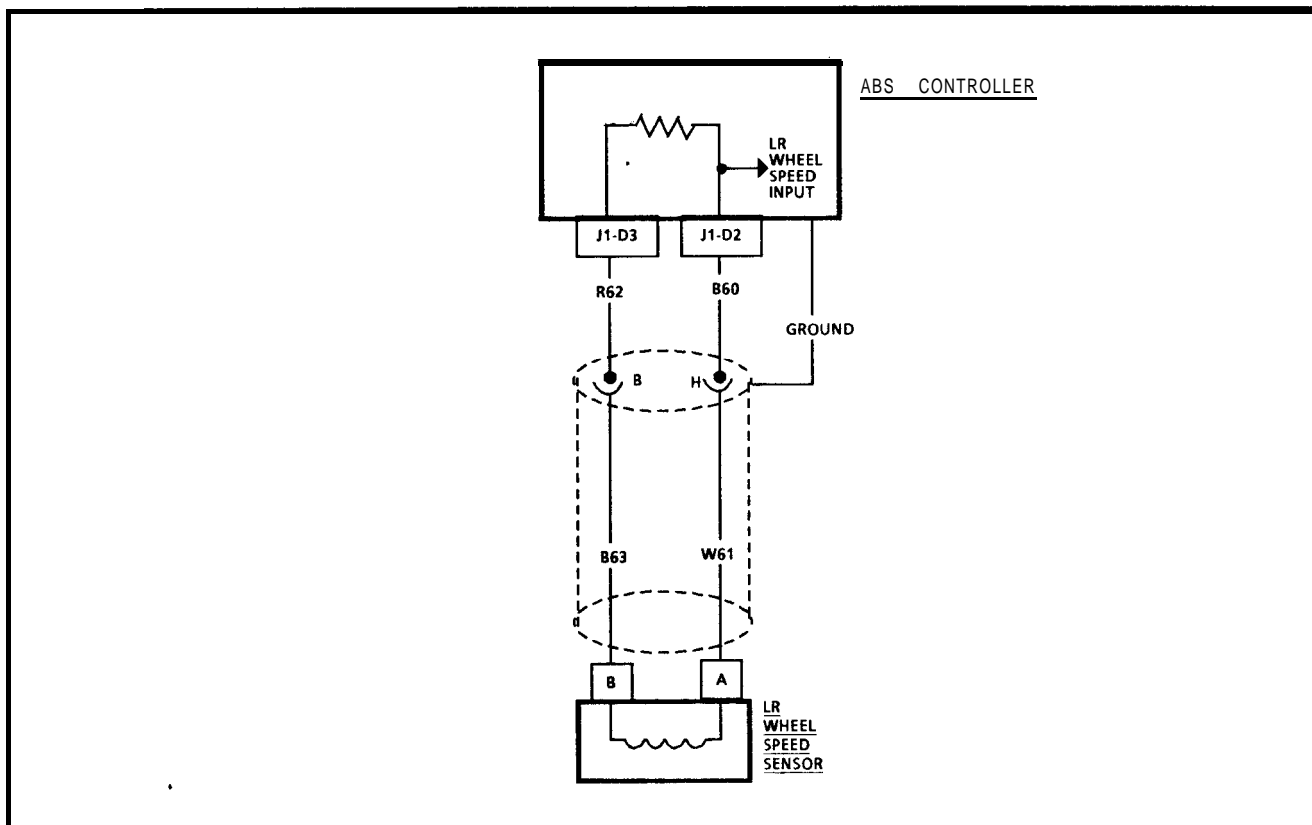 ABS CONTROLLER
LR
WHEEL
SPEED
INPUT
J1-D3
J1-D2
R62
B60
GROUND
B
H
B63
W61
B
A
LR
WHEEL
SPEED
SENSOR